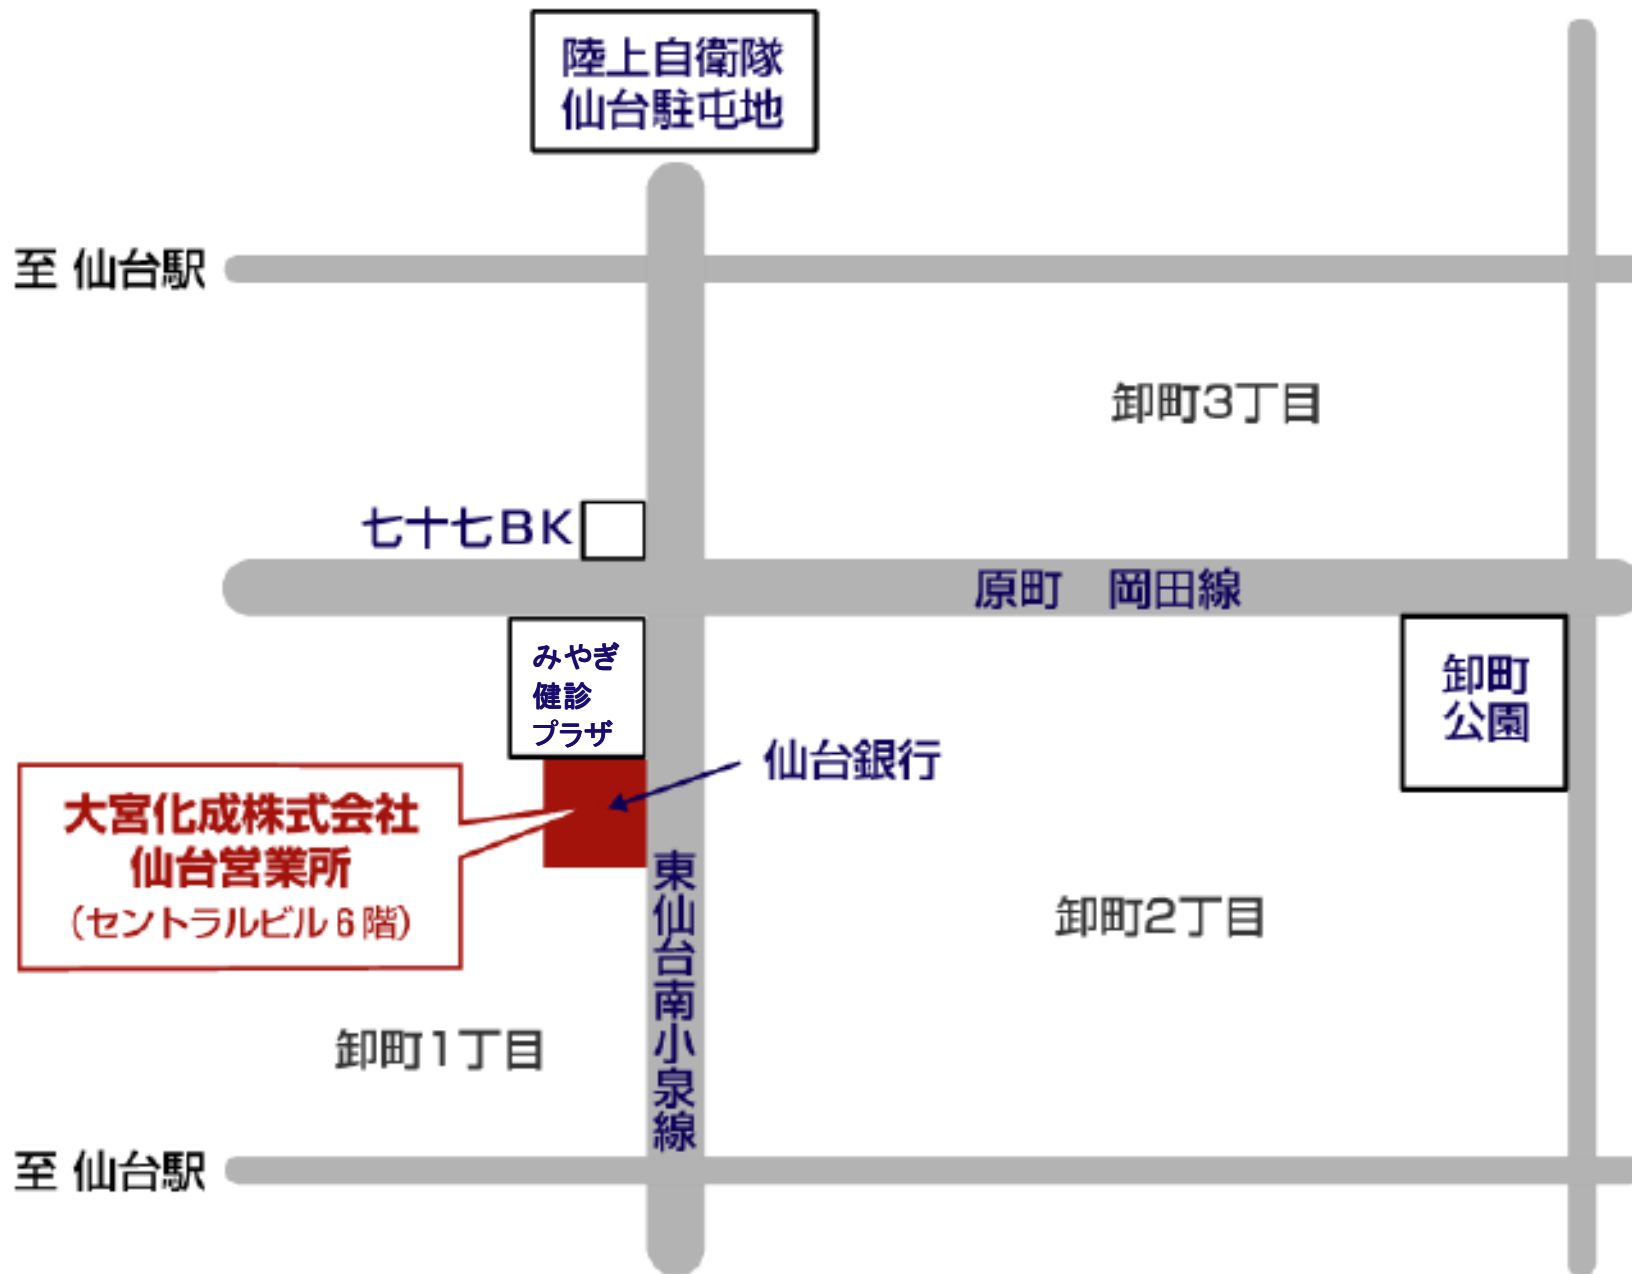 陸上自衛隊
仙台駐屯地
至 仙台駅
卸町3丁目
七十七BK
原町　岡田線
みやぎ
健診
プラザ
卸町
公園
仙台銀行
大宮化成株式会社
仙台営業所
（セントラルビル6階）
東仙台南小泉線
卸町2丁目
卸町1丁目
至 仙台駅